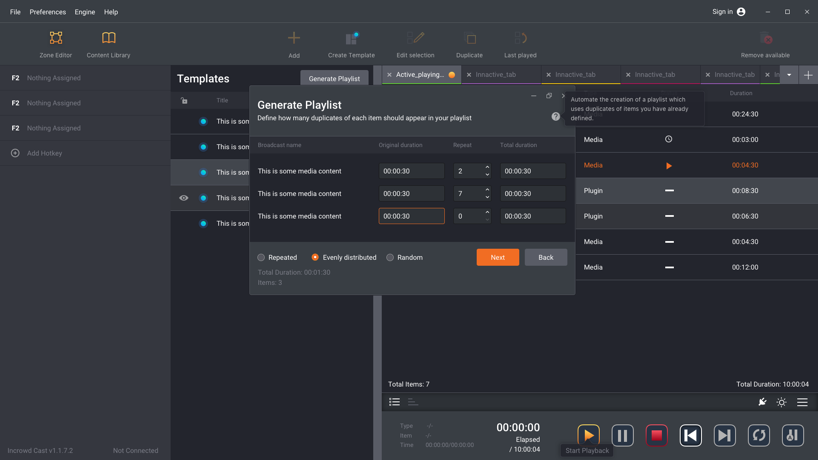 File Preferences Engine Help Sign in
Zone Editor Content Library Add Create Template Edit selection Duplicate Last played Remove available
F2 Nothing Assigned
F2 Nothing Assigned
F2 Nothing Assigned
Add Hotkey
Templates
Generate Playlist
Title
This is som
This is som
This is som
This is som
This is som
Active_playing... Innactive_tab Innactive_tab Innactive_tab Innactive_tab In
Duration
00:24:30
Media 00:03:00
Media 00:04:30
Plugin 00:08:30
Plugin 00:06:30
Media 00:04:30
Media 00:12:00
Generate Playlist
Define how many duplicates of each item should appear in your playlist
?
Automate the creation of a playlist which
uses duplicates of items you have already
defined.
Broadcast name Original duration Repeat Total duration
This is some media content 00:00:30 2 00:00:30
This is some media content 00:00:30 7 00:00:30
This is some media content 00:00:30 0 00:00:30
Repeated Evenly distributed Random Next Back
Total Duration: 00:01:30
Items: 3
Total Items: 7 Total Duration: 10:00:04
Type -/-
Item -/-
Time 00:00:00/00:00:00
00:00:00
Elapsed
/ 10:00:04
Start Playback
Incrowd Cast v1.1.7.2 Not Connected